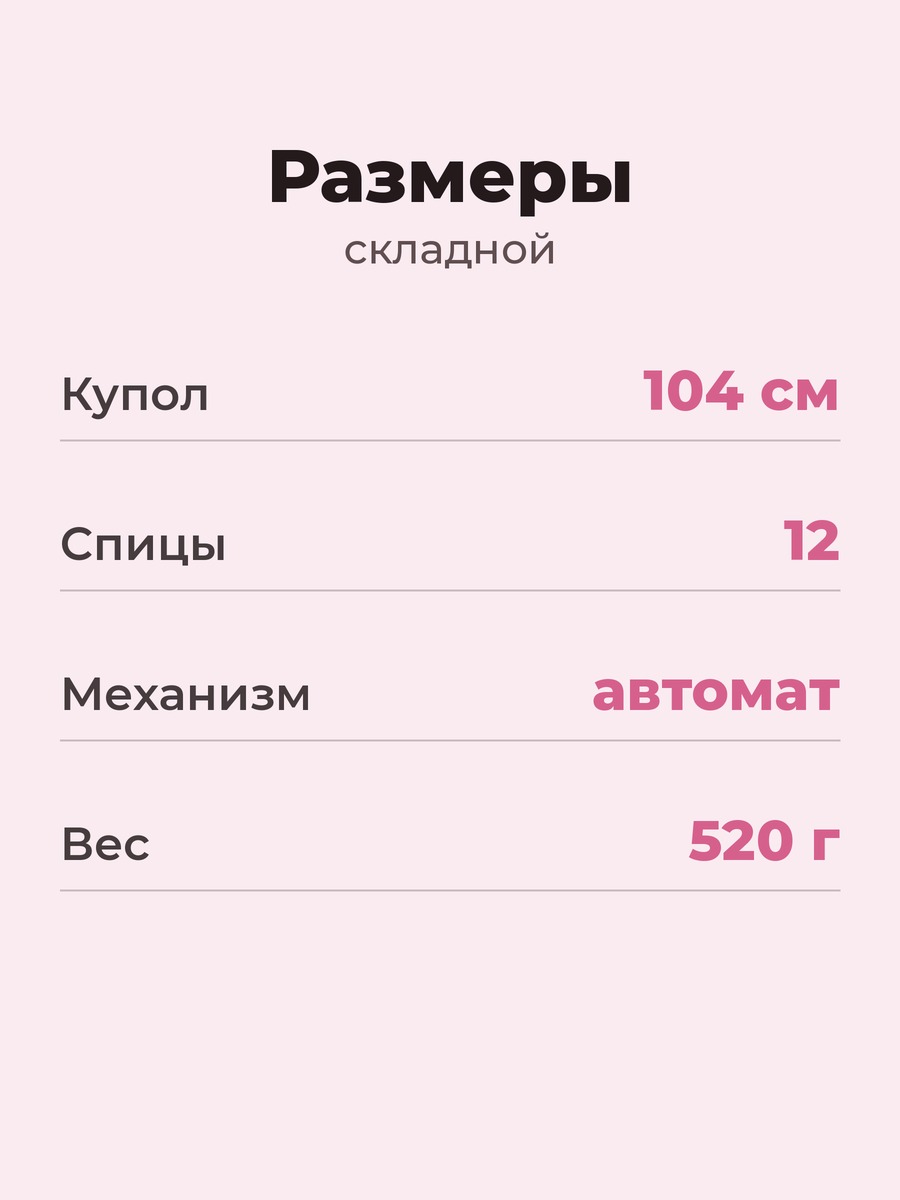 Размеры
складной
Купол 104 см
Спицы 12
Механизм автомат
Вес 520 г